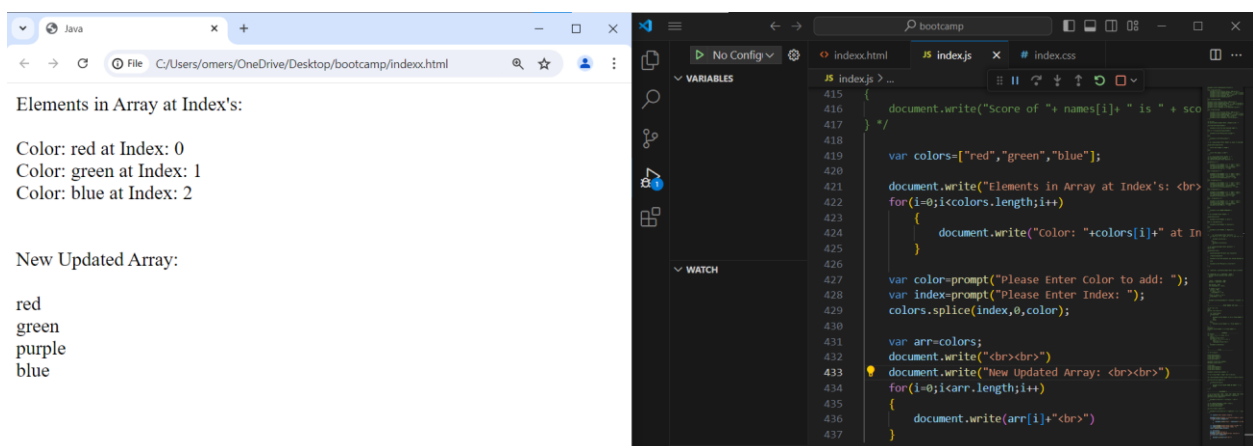 Java
File
C:/Users/omers/OneDrive/Desktop/bootcamp/indexx.html
Elements in Array at Index's:
Color: red at Index: 0
Color: green at Index: 1
Color: blue at Index: 2
New Updated Array:
red
green
purple
blue
bootcamp
No Config
indexx.html
JS index.js
# index.css
VARIABLES
WATCH
JS index.js > ...
415 {
416 document.write("Score of "+ names[i]+ " is " + sco
417 } */
418
419 var colors=["red","green","blue"];
420
421 document.write("Elements in Array at Index's: <br>
422 for(i=0;i<colors.length;i++)
423 {
424 document.write("Color: "+colors[i]+" at In
425 }
426
427 var color=prompt("Please Enter Color to add: ");
428 var index=prompt("Please Enter Index: ");
429 colors.splice(index,0,color);
430
431 var arr=colors;
432 document.write("<br><br>")
433 document.write("New Updated Array: <br><br>")
434 for(i=0;i<arr.length;i++)
435 {
436 document.write(arr[i]+"<br>")
437 }